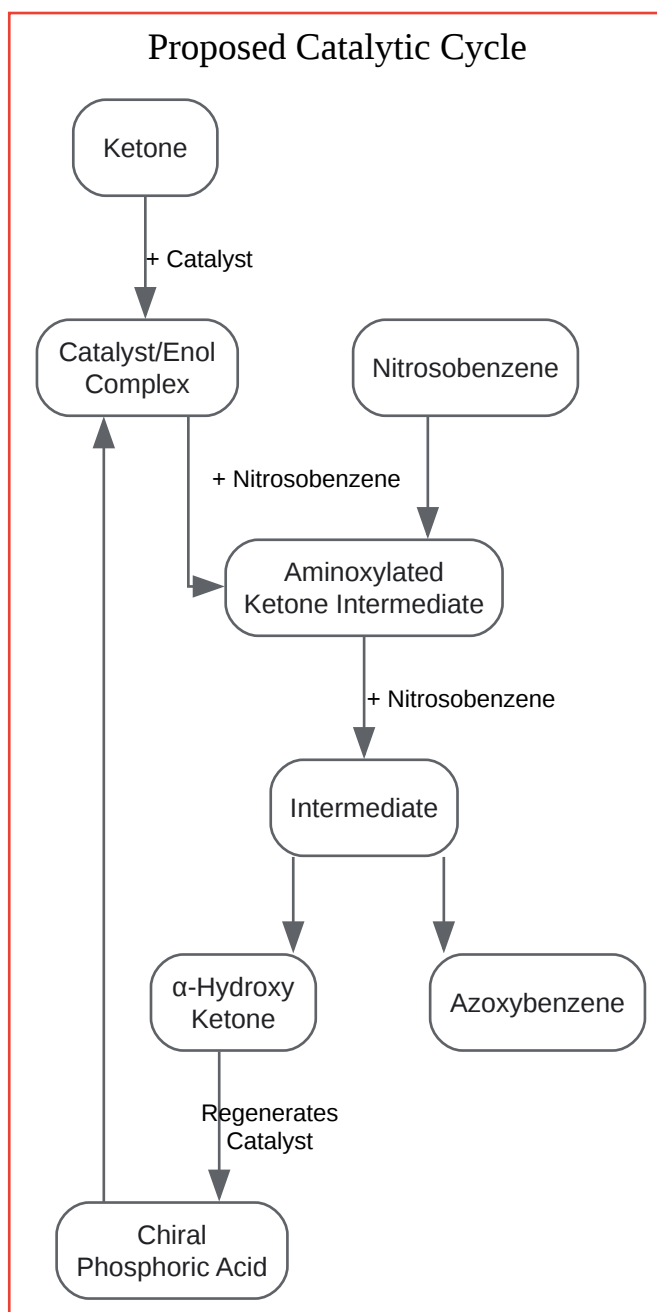 Proposed Catalytic Cycle
Ketone
+ Catalyst
Catalyst/Enol
Complex
Nitrosobenzene
+ Nitrosobenzene
Aminoxylated
Ketone Intermediate
+ Nitrosobenzene
Intermediate
α-Hydroxy
Ketone
Azoxybenzene
Regenerates
Catalyst
Chiral
Phosphoric Acid